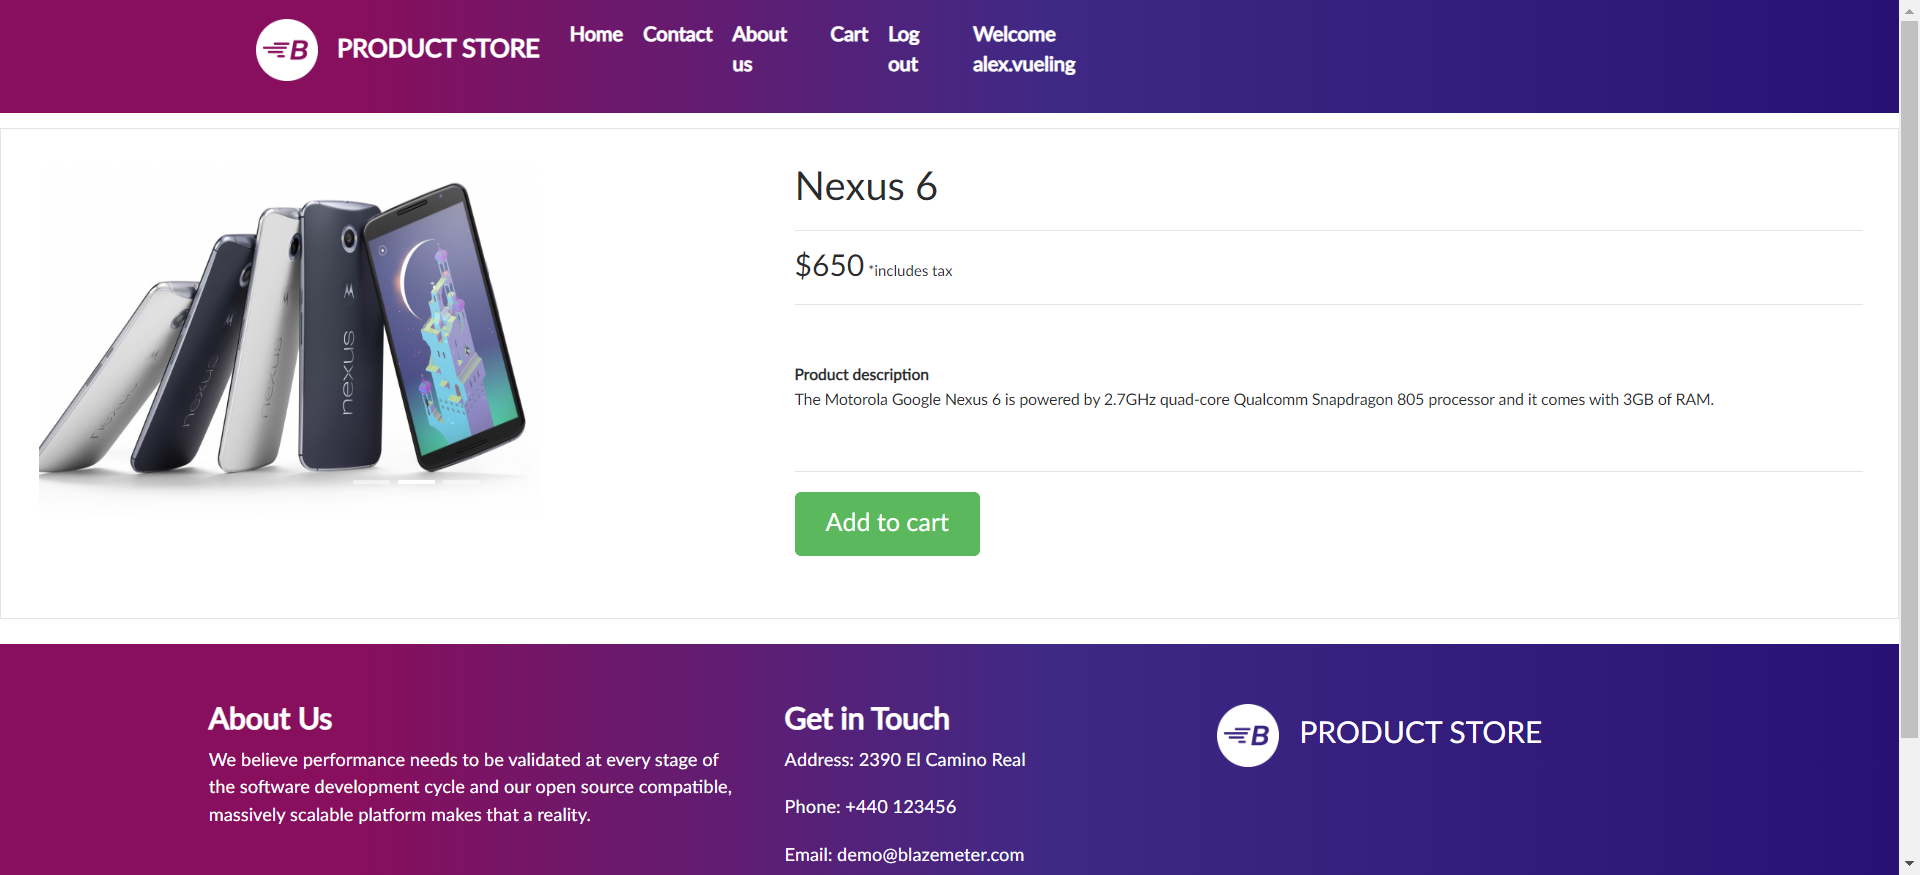 B
PRODUCT STORE
Home
Contact
About
us
Cart
Log
out
Welcome
alex.vueling
nexus
nexus
nexus
nexus
Nexus 6
$650 *includes tax
Product description
The Motorola Google Nexus 6 is powered by 2.7GHz quad-core Qualcomm Snapdragon 805 processor and it comes with 3GB of RAM.
Add to cart
About Us
We believe performance needs to be validated at every stage of
the software development cycle and our open source compatible,
massively scalable platform makes that a reality.
Get in Touch
Address: 2390 El Camino Real
Phone: +440 123456
Email: demo@blazemeter.com
B
PRODUCT STORE